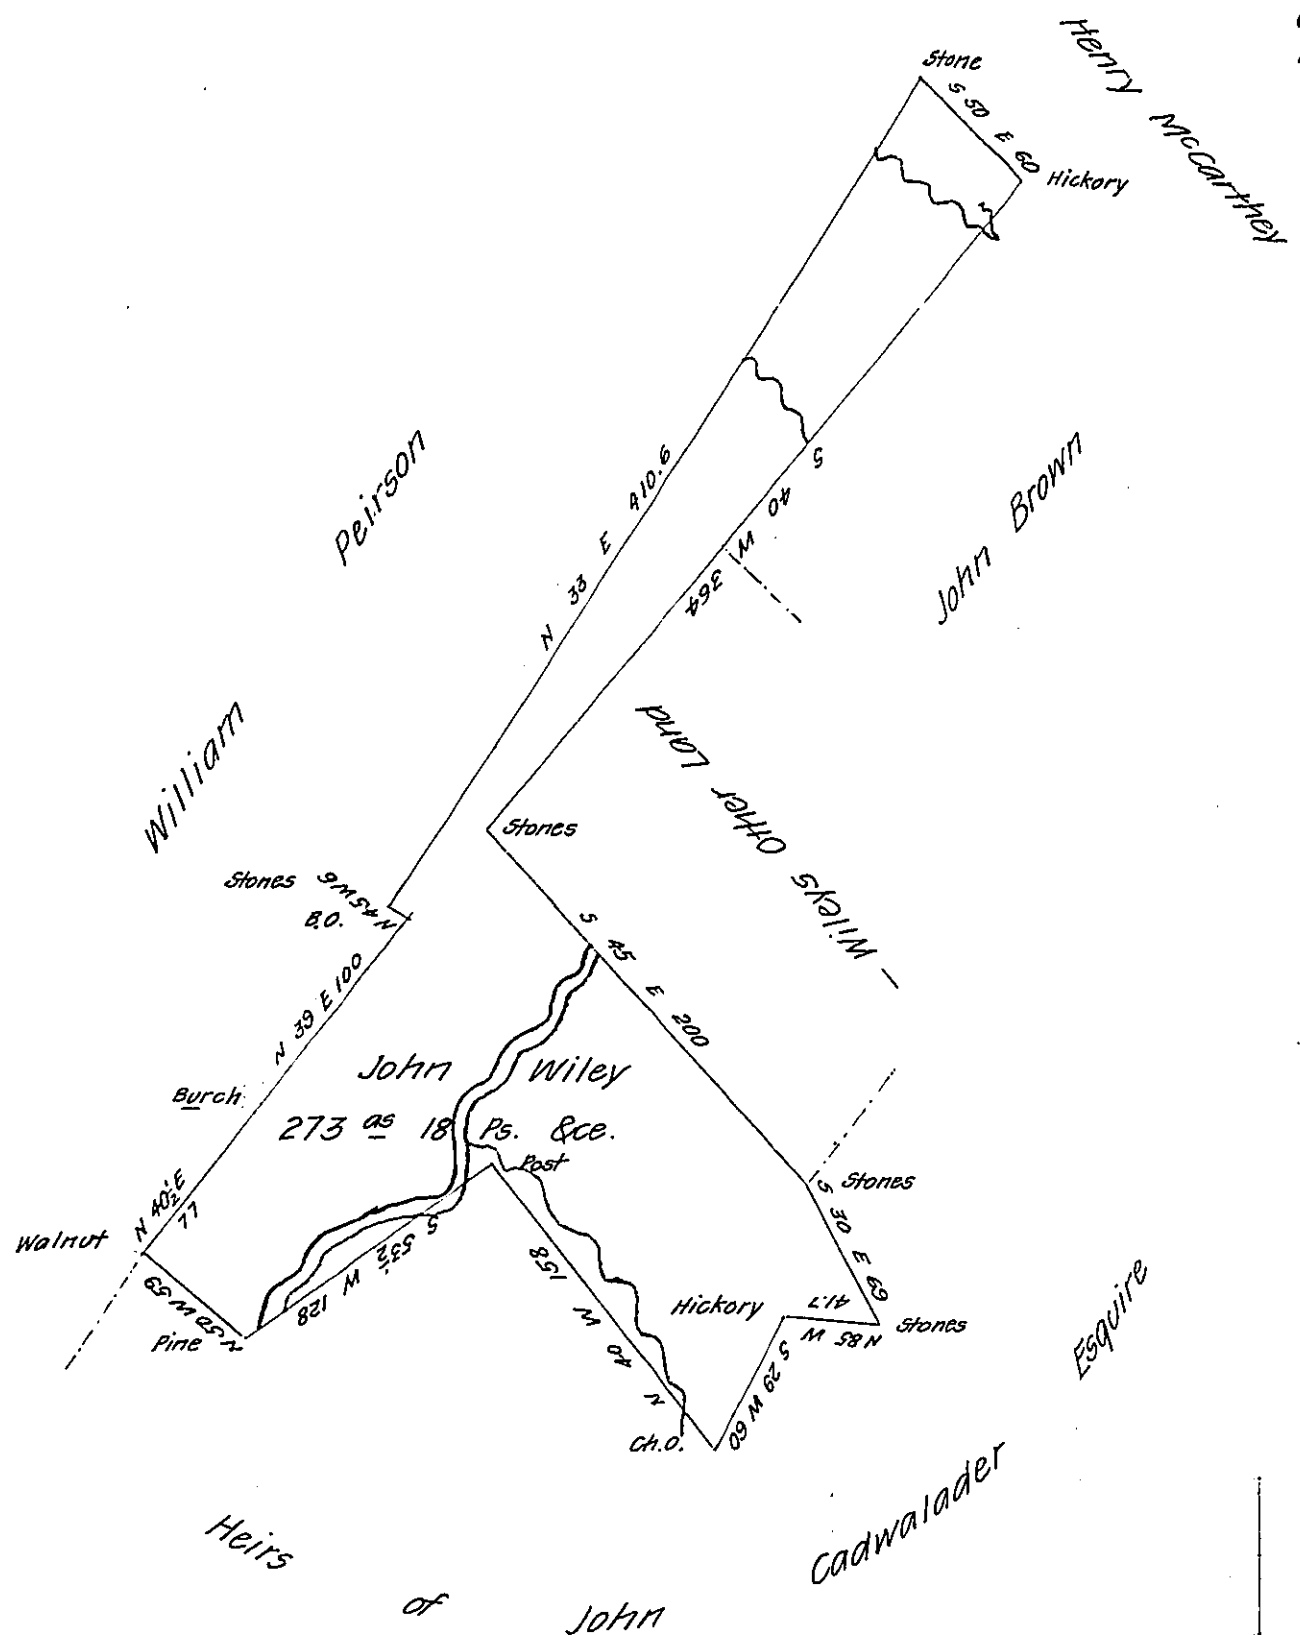 Henry McCarthey
Stone
S 50 E 60
Hickory
N 33 E 410.6
S 40 W 364
John Brown
William Peirson
Wileys Other Land
Stones
Stones
N 45 W 6
B.O.
S 45 E 200
N 39 E 100
John Wiley
273 as 18 Ps. &ce.
Burch
Post
N 40½ E 77
Walnut
N 50 W 59
Pine
S 53½ W 128
N 40 W 158
Stones
S 30 E 69
Hickory
N 85 W 41.7
Stones
S 29 W 60
Ch.O.
Heirs of John Cadwalader Esquire